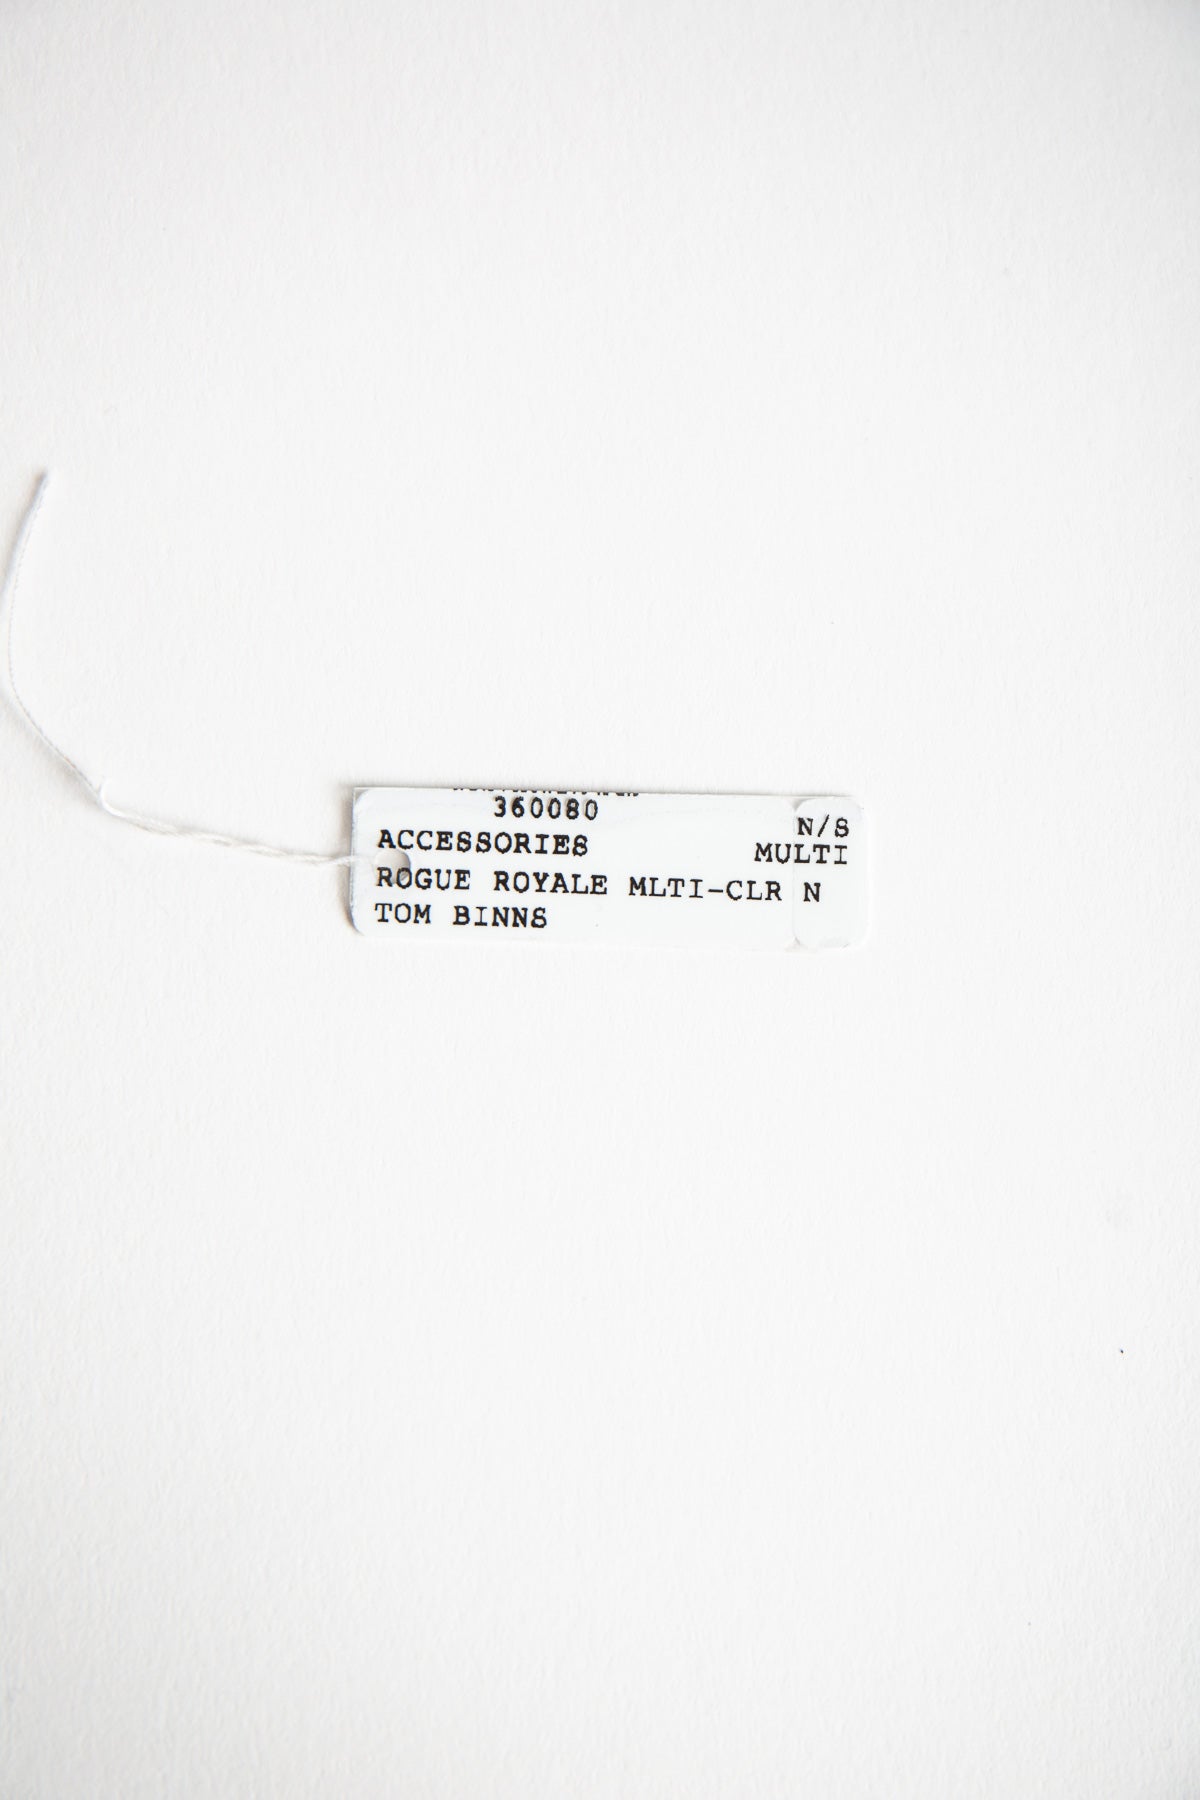 360080
N/S
ACCESSORIES
MULTI
ROGUE ROYALE MLTI-CLR N
TOM BINNS